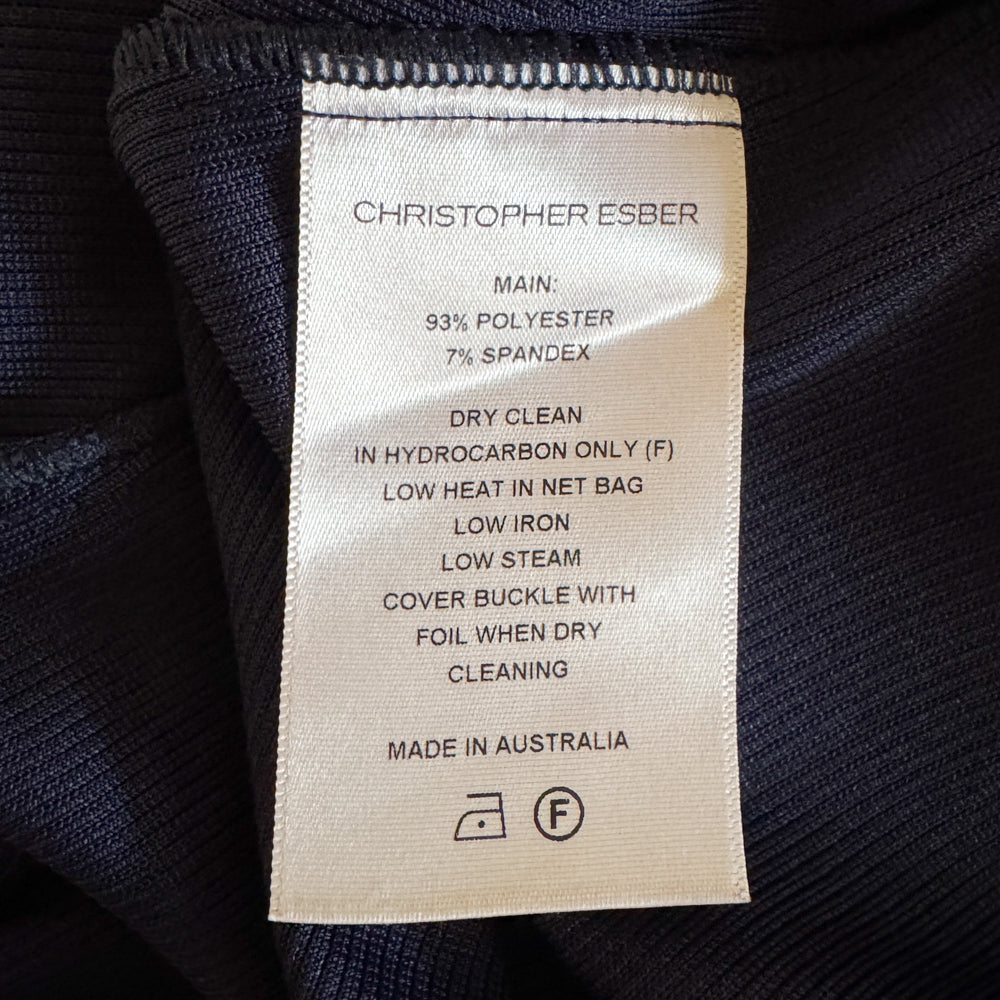 CHRISTOPHER ESBER
MAIN:
93% POLYESTER
7% SPANDEX
DRY CLEAN
IN HYDROCARBON ONLY (F)
LOW HEAT IN NET BAG
LOW IRON
LOW STEAM
COVER BUCKLE WITH
FOIL WHEN DRY
CLEANING
MADE IN AUSTRALIA
F